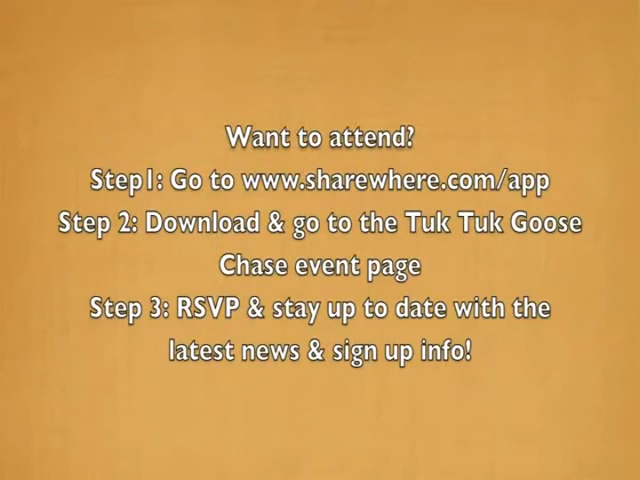 Want to attend?
Step1: Go to www.sharewhere.com/app
Step 2: Download & go to the Tuk Tuk Goose
Chase event page
Step 3: RSVP & stay up to date with the
latest news & sign up info!